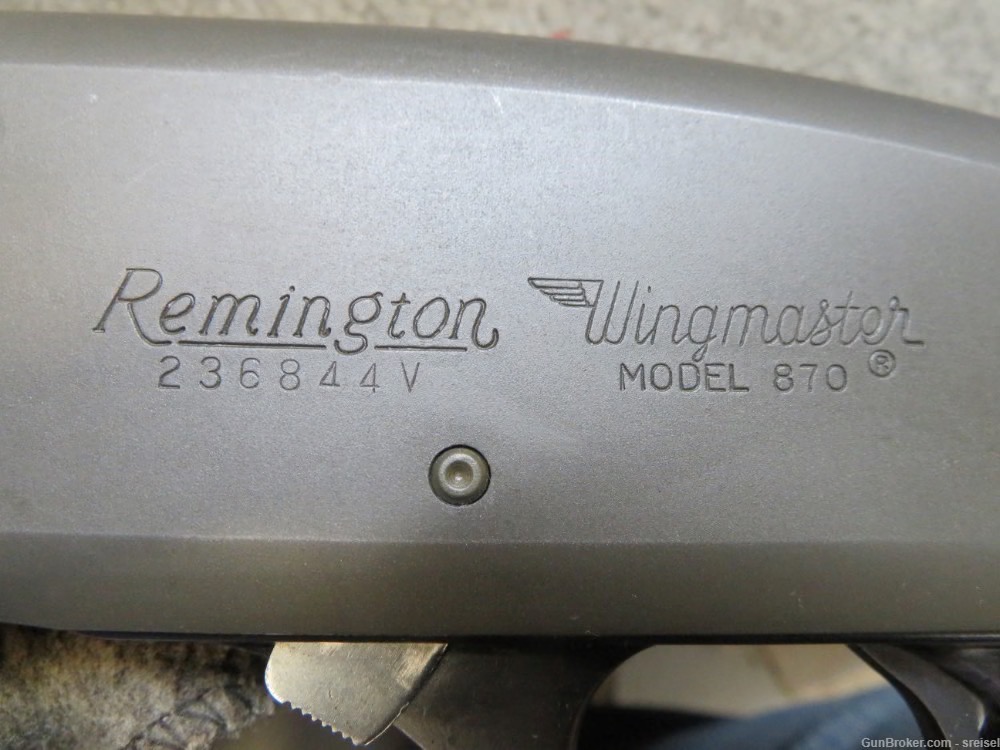 Remington
236844V
Wingmaster
MODEL 870 ®
GunBroker.com - sreisel